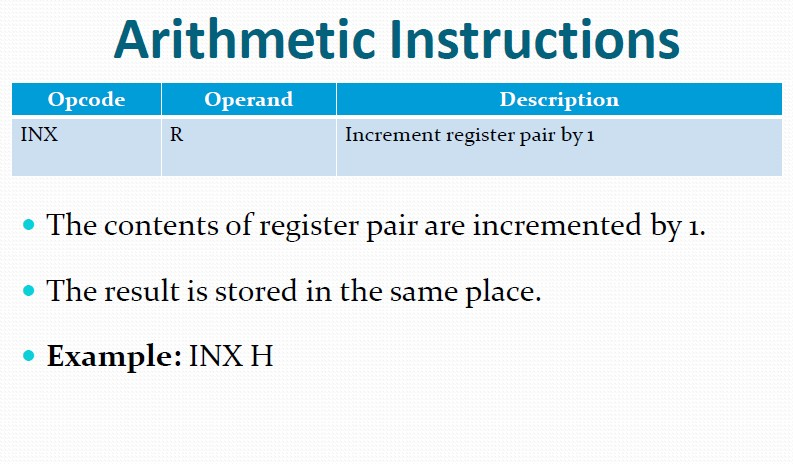 Arithmetic Instructions
Opcode Operand Description
INX R Increment register pair by 1
• The contents of register pair are incremented by 1.
• The result is stored in the same place.
• Example: INX H